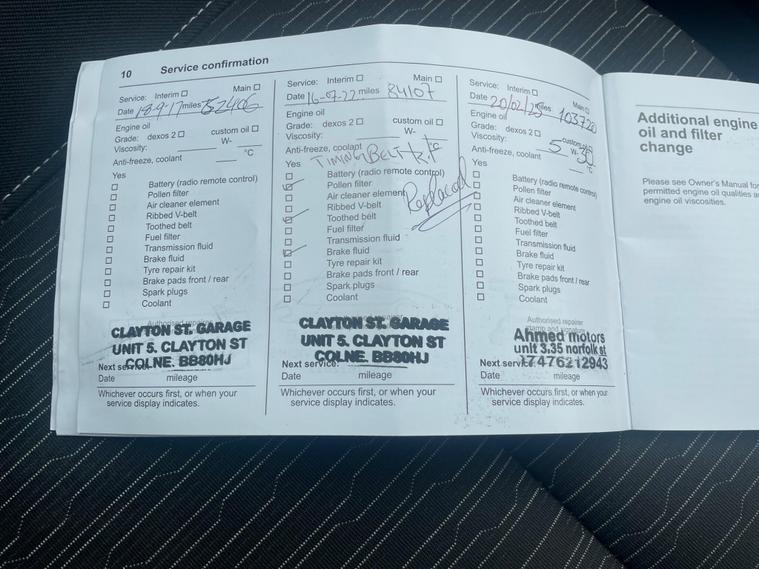 10 Service confirmation
Service: Interim ☐ Main ☐
Date 18-9-17 miles 52406
Engine oil
Grade: dexos 2 ☐ custom oil ☐
Viscosity: W-
Anti-freeze, coolant °C
Yes
☐ Battery (radio remote control)
☐ Pollen filter
☐ Air cleaner element
☐ Ribbed V-belt
☐ Toothed belt
☐ Fuel filter
☐ Transmission fluid
☐ Brake fluid
☐ Tyre repair kit
☐ Brake pads front / rear
☐ Spark plugs
☐ Coolant
CLAYTON ST. GARAGE
UNIT 5. CLAYTON ST
COLNE. BB80HJ
Next service:
Date mileage
Whichever occurs first, or when your
service display indicates.
Service: Interim ☐ Main ☐
Date 16-07-22 miles 84107
Engine oil
Grade: dexos 2 ☐ custom oil ☐
Viscosity: W-
Anti-freeze, coolant
Yes TIMING BELT kit
Replaced
☐ Battery (radio remote control)
☑ Pollen filter
☐ Air cleaner element
☐ Ribbed V-belt
☑ Toothed belt
☐ Fuel filter
☐ Transmission fluid
☑ Brake fluid
☐ Tyre repair kit
☐ Brake pads front / rear
☐ Spark plugs
☐ Coolant
CLAYTON ST. GARAGE
UNIT 5. CLAYTON ST
COLNE. BB80HJ
Next service:
Date mileage
Whichever occurs first, or when your
service display indicates.
Service: Interim ☐ Main ☐
Date 20/02/25 miles 103720
Engine oil
Grade: dexos 2 ☐ custom oil ☐
Viscosity: 5 W- 30
Anti-freeze, coolant °C
Yes
☐ Battery (radio remote control)
☐ Pollen filter
☐ Air cleaner element
☐ Ribbed V-belt
☐ Toothed belt
☐ Fuel filter
☐ Transmission fluid
☐ Brake fluid
☐ Tyre repair kit
☐ Brake pads front / rear
☐ Spark plugs
☐ Coolant
Authorised repairer
Ahmed motors
unit 3,35 norfolk st
7476212943
Next service:
Date mileage
Whichever occurs first, or when your
service display indicates.
Additional engine
oil and filter
change
Please see Owner's Manual for
permitted engine oil qualities
engine oil viscosities.